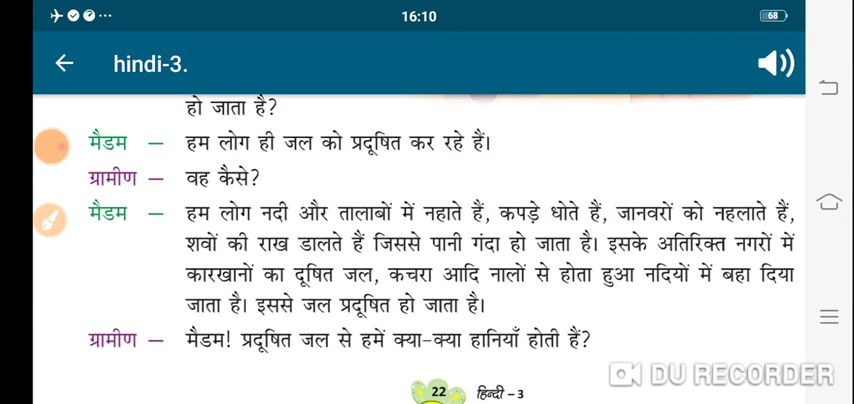 16:10
68
hindi-3.
हो जाता है?
मैडम – हम लोग ही जल को प्रदूषित कर रहे हैं।
ग्रामीण – वह कैसे?
मैडम – हम लोग नदी और तालाबों में नहाते हैं, कपड़े धोते हैं, जानवरों को नहलाते हैं,
शवों की राख डालते हैं जिससे पानी गंदा हो जाता है। इसके अतिरिक्त नगरों में
कारखानों का दूषित जल, कचरा आदि नालों से होता हुआ नदियों में बहा दिया
जाता है। इससे जल प्रदूषित हो जाता है।
ग्रामीण – मैडम! प्रदूषित जल से हमें क्या-क्या हानियाँ होती हैं?
22 हिन्दी – 3
DU RECORDER